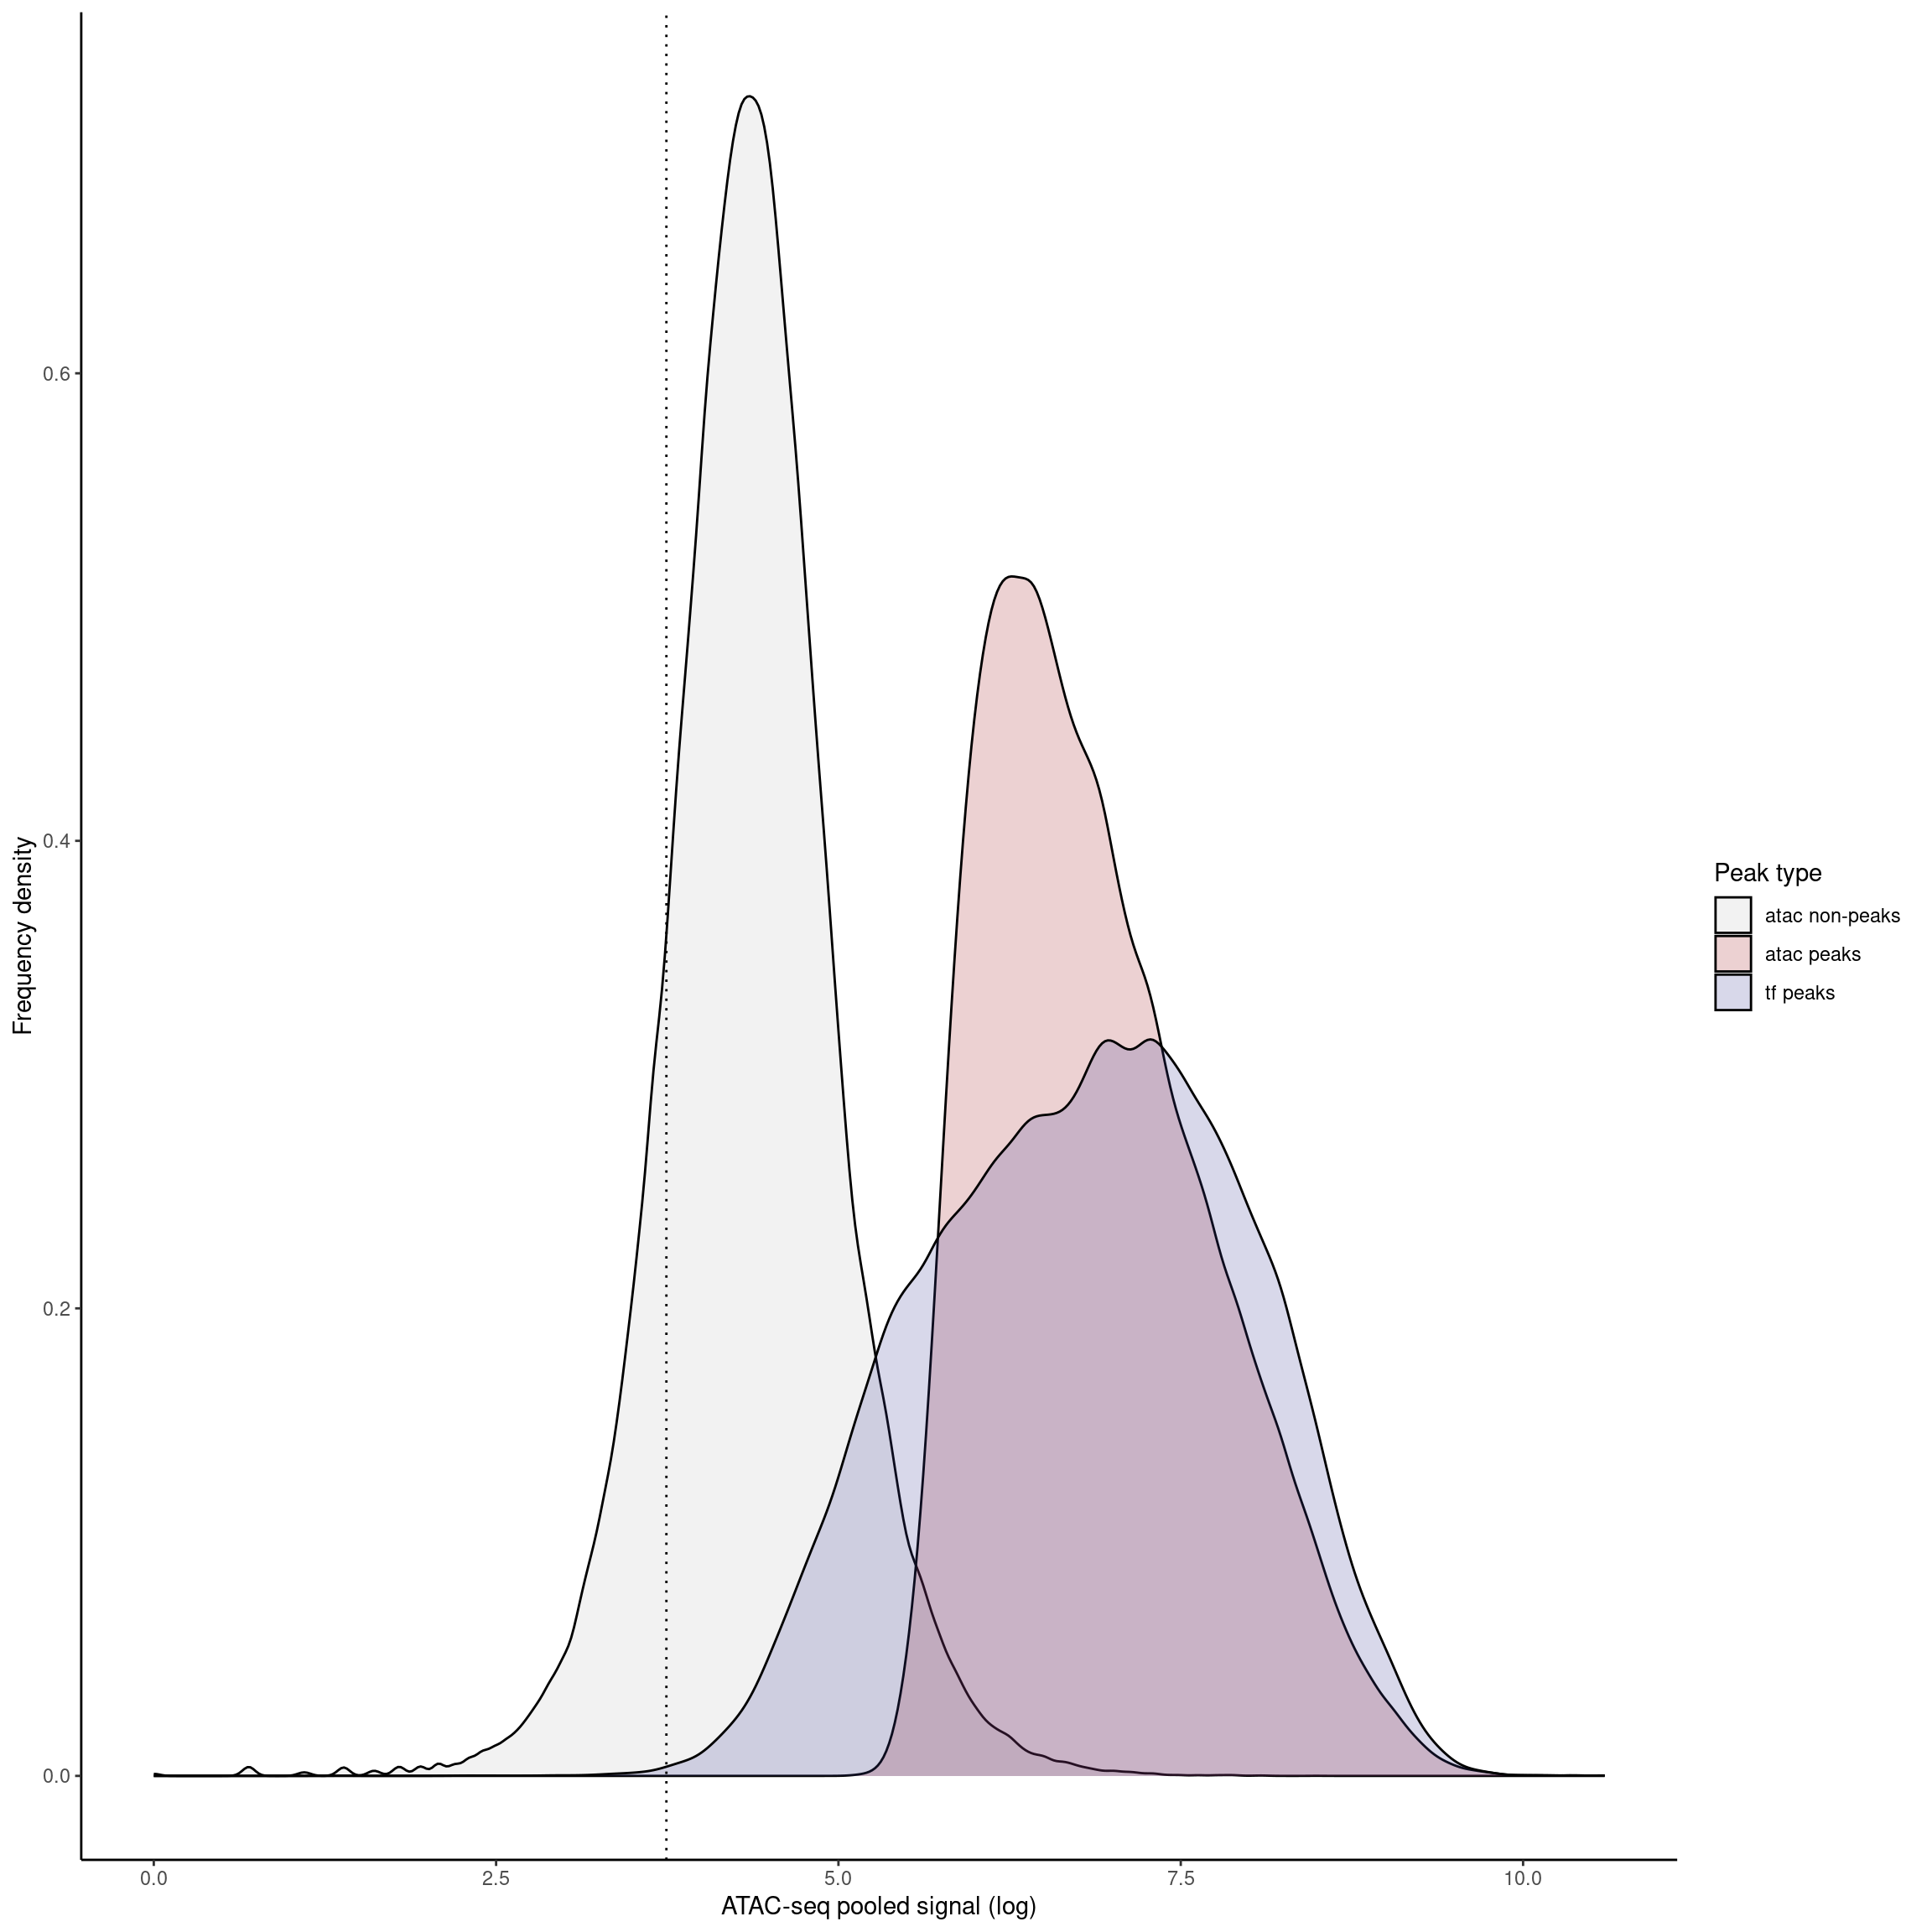 Frequency density
0.6
0.4
0.2
0.0
0.0
2.5
5.0
7.5
10.0
ATAC-seq pooled signal (log)
Peak type
atac non-peaks
atac peaks
tf peaks